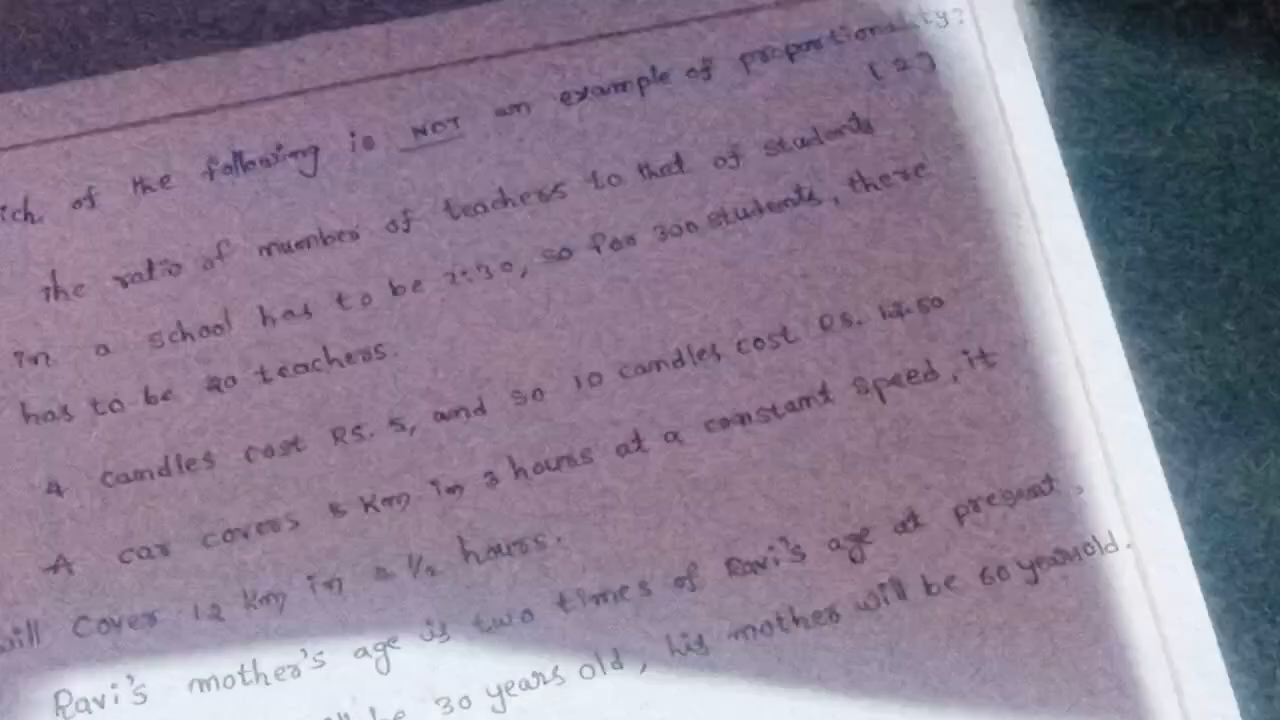 ich of the following is NOT an example of proportionality?
(2)
The ratio of number of teachers to that of students
in a school has to be 2:30, so for 300 students, there
has to be 20 teachers.
4 candles cost Rs. 5, and so 10 candles cost Rs. 12.50
A car covers 8 km in 3 hours at a constant speed, it
will cover 12 km in 1/2 hours.
Ravi's mother's age is two times of Ravi's age at present,
be 30 years old, his mother will be 60 years old.